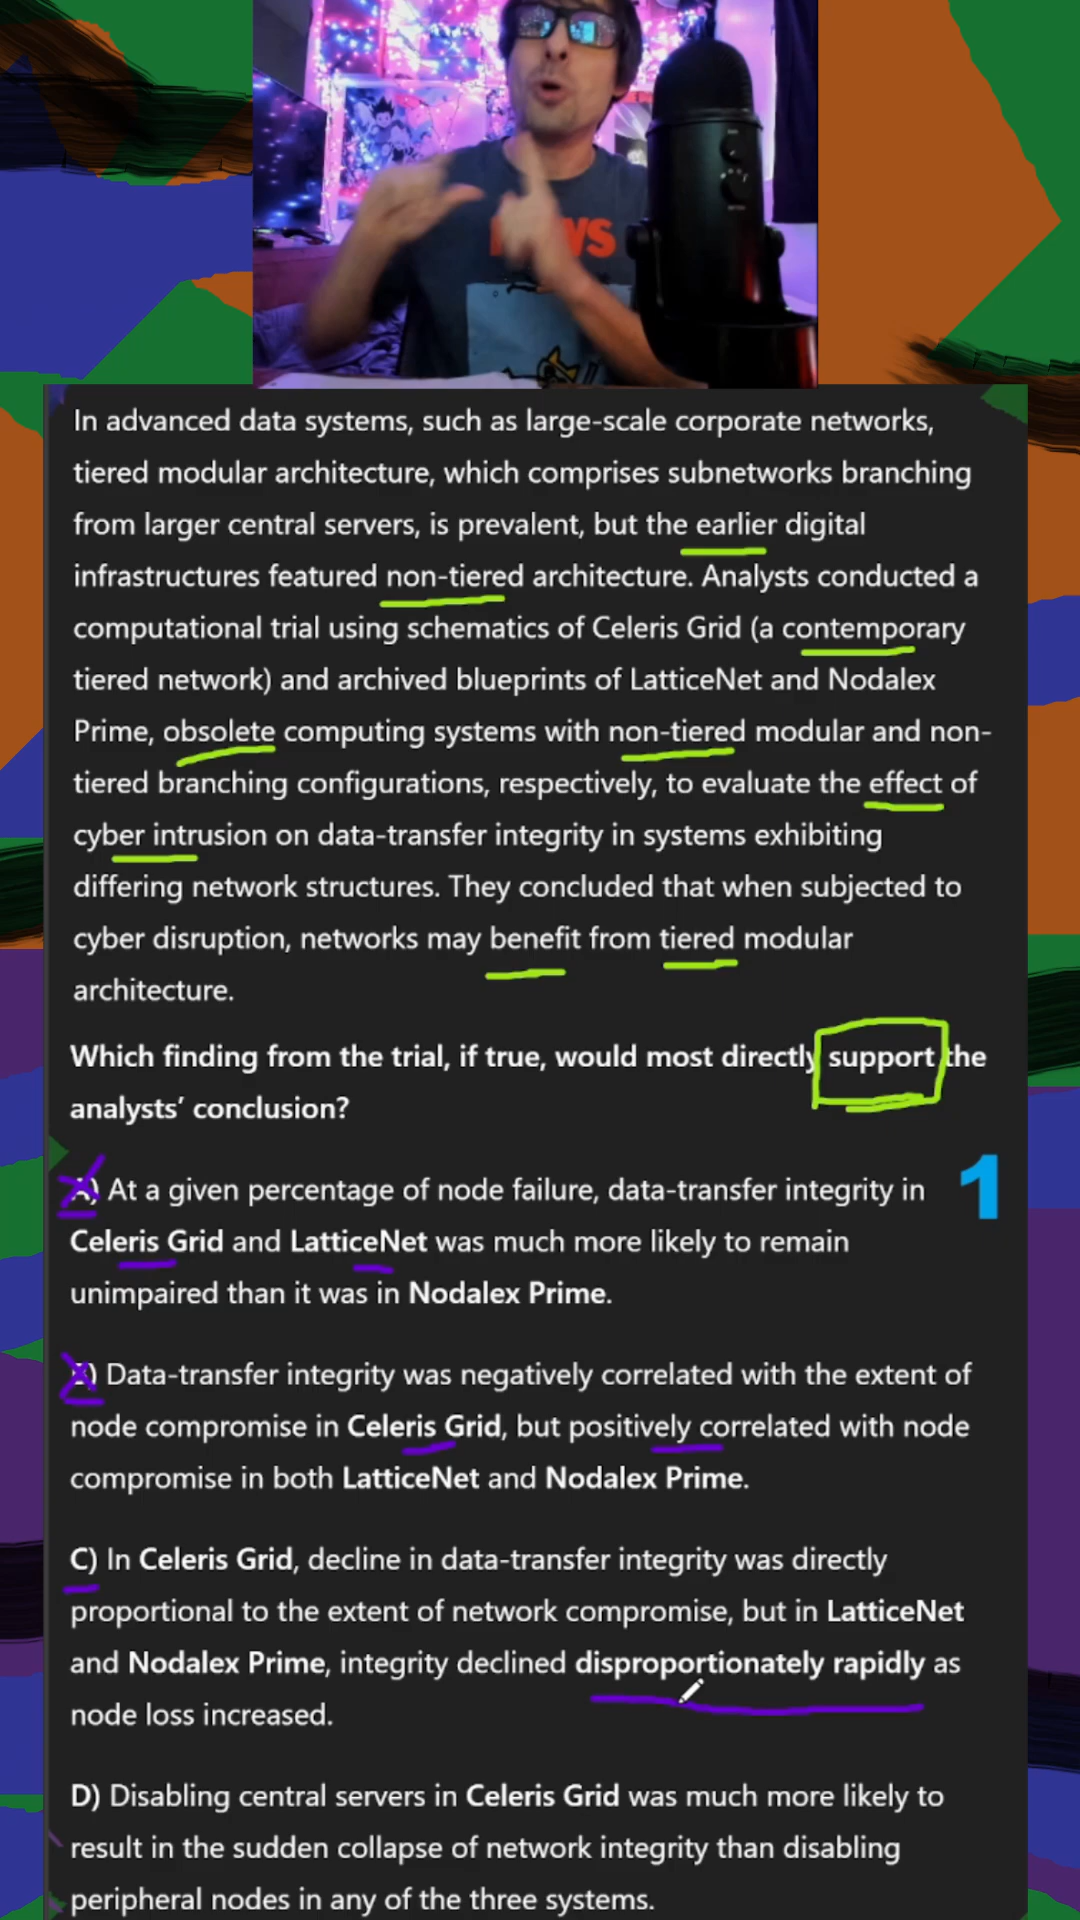 In advanced data systems, such as large-scale corporate networks,
tiered modular architecture, which comprises subnetworks branching
from larger central servers, is prevalent, but the earlier digital
infrastructures featured non-tiered architecture. Analysts conducted a
computational trial using schematics of Celeris Grid (a contemporary
tiered network) and archived blueprints of LatticeNet and Nodalex
Prime, obsolete computing systems with non-tiered modular and non-
tiered branching configurations, respectively, to evaluate the effect of
cyber intrusion on data-transfer integrity in systems exhibiting
differing network structures. They concluded that when subjected to
cyber disruption, networks may benefit from tiered modular
architecture.
Which finding from the trial, if true, would most directly support the
analysts’ conclusion?
1
A) At a given percentage of node failure, data-transfer integrity in
Celeris Grid and LatticeNet was much more likely to remain
unimpaired than it was in Nodalex Prime.
B) Data-transfer integrity was negatively correlated with the extent of
node compromise in Celeris Grid, but positively correlated with node
compromise in both LatticeNet and Nodalex Prime.
C) In Celeris Grid, decline in data-transfer integrity was directly
proportional to the extent of network compromise, but in LatticeNet
and Nodalex Prime, integrity declined disproportionately rapidly as
node loss increased.
D) Disabling central servers in Celeris Grid was much more likely to
result in the sudden collapse of network integrity than disabling
peripheral nodes in any of the three systems.